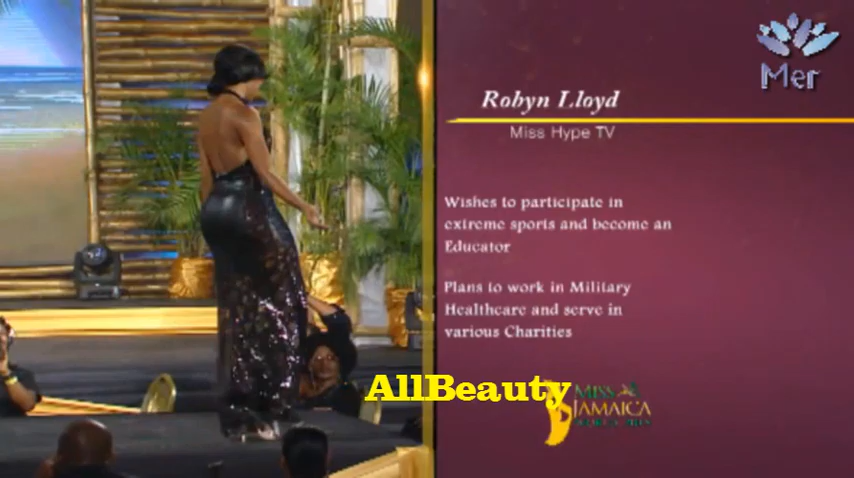 Mer
Robyn Lloyd
Miss Hype TV
Wishes to participate in
extreme sports and become an
Educator
Plans to work in Military
Healthcare and serve in
various Charities
AllBeauty
MISS
JAMAICA